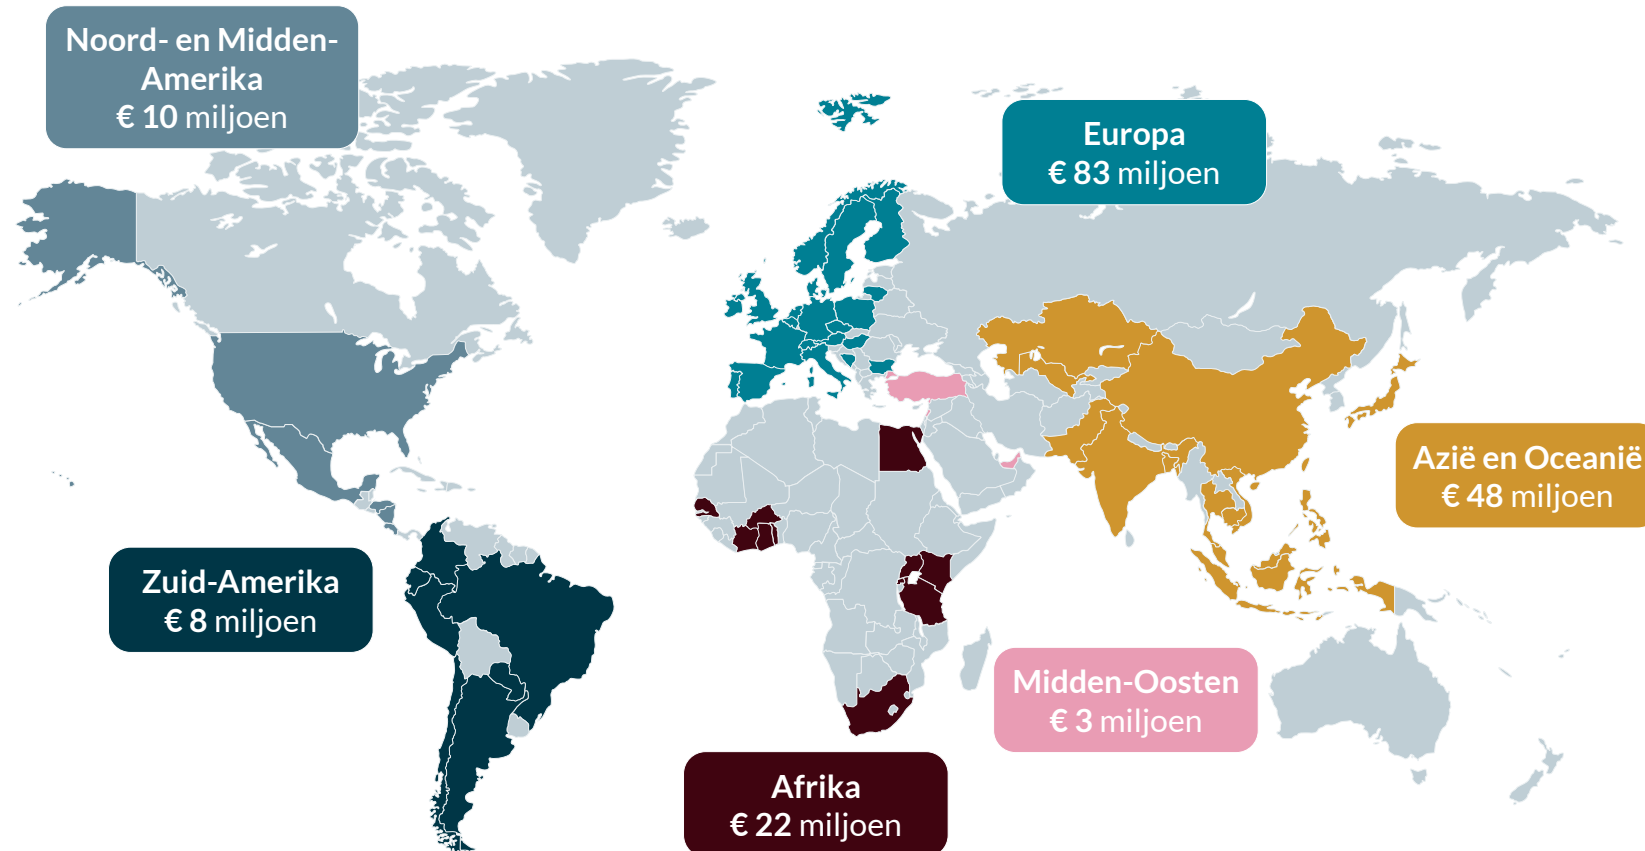 Noord- en Midden-
Amerika
€ 10 miljoen
Europa
€ 83 miljoen
Azië en Oceanië
€ 48 miljoen
Zuid-Amerika
€ 8 miljoen
Midden-Oosten
€ 3 miljoen
Afrika
€ 22 miljoen